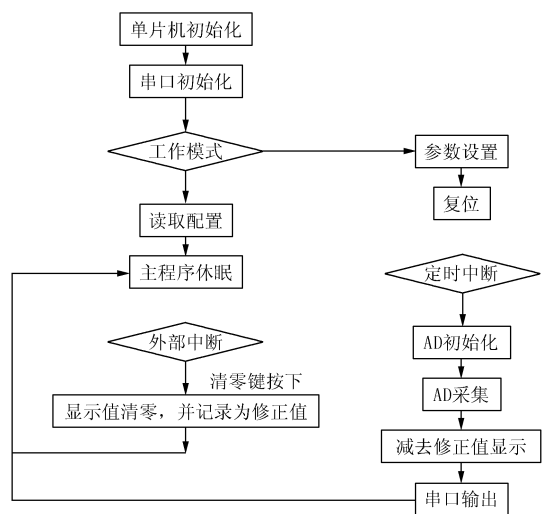 单片机初始化
串口初始化
工作模式
参数设置
复位
读取配置
主程序休眠
定时中断
外部中断
AD初始化
清零键按下
AD采集
显示值清零，并记录为修正值
减去修正值显示
串口输出